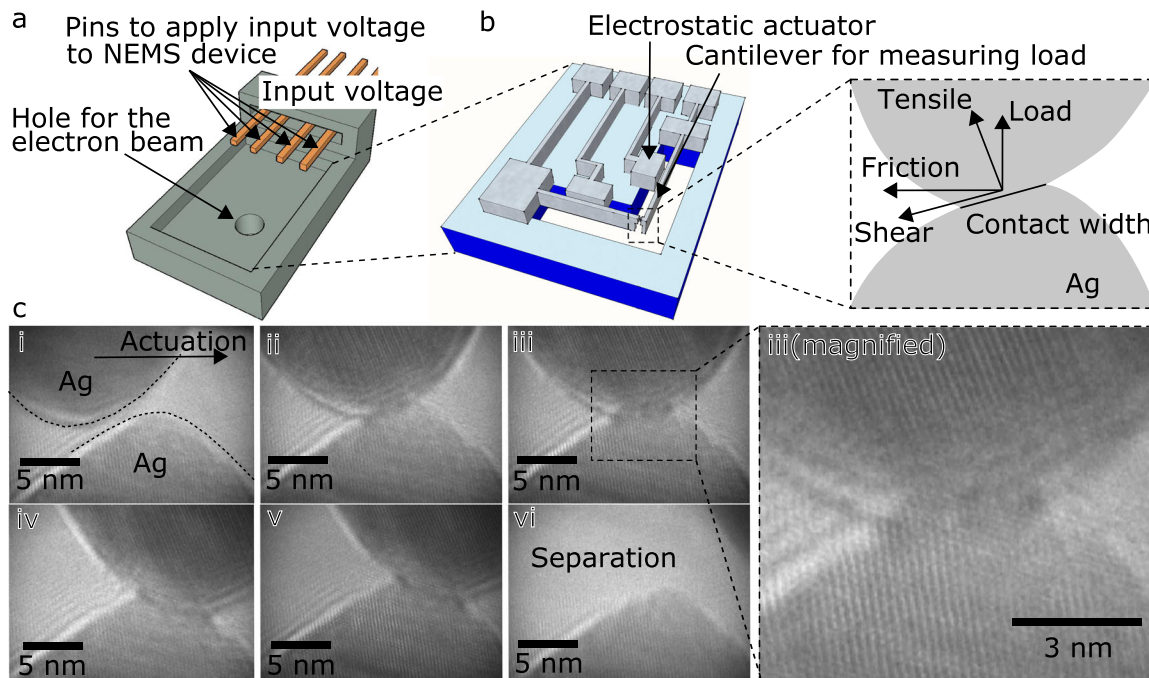 a
Pins to apply input voltage
to NEMS device
Input voltage
Hole for the
electron beam
b
Electrostatic actuator
Cantilever for measuring load
Tensile
Load
Friction
Shear
Contact width
Ag
c
i
Actuation
Ag
Ag
5 nm
ii
5 nm
iii
5 nm
iii(magnified)
3 nm
iv
5 nm
v
5 nm
vi
Separation
5 nm